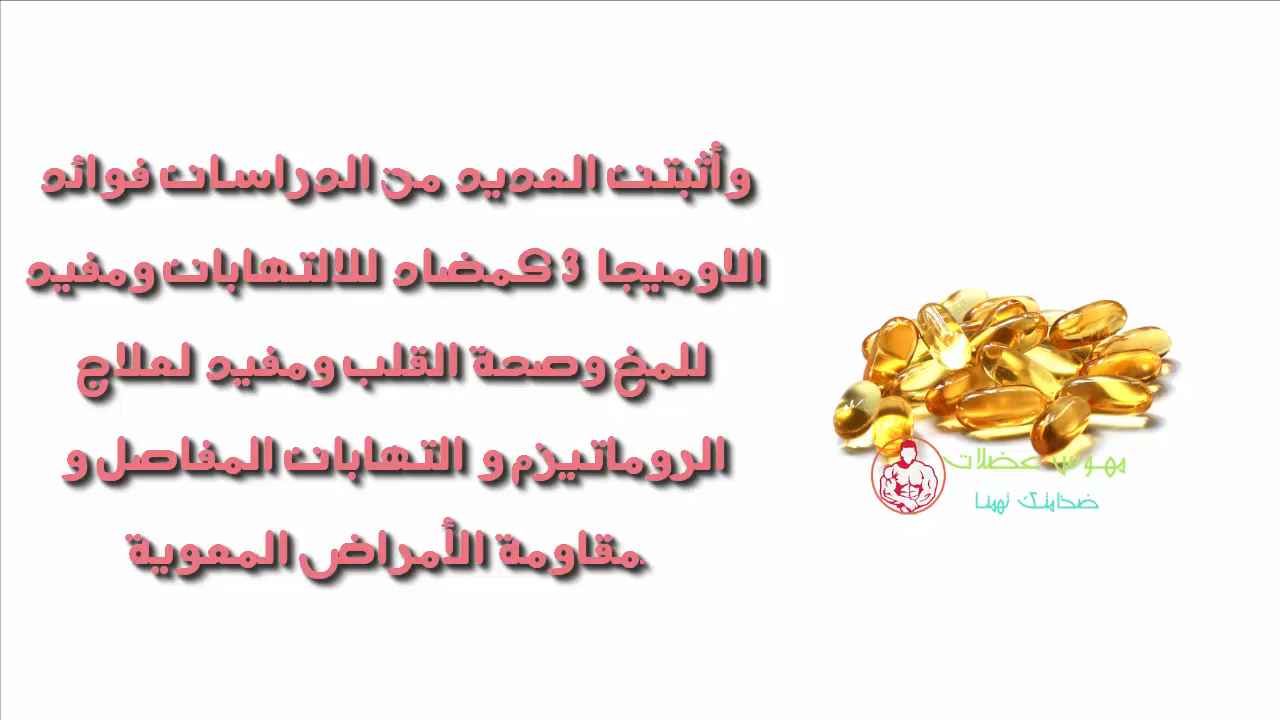 وأثبتت العديد من الدراسات فوائد
الاوميجا 3 كمضاد للالتهابات ومفيد
للمخ وصحة القلب ومفيد لعلاج
الروماتيزم و التهابات المفاصل و
مقاومة الأمراض المعوية.
مهووس عضلات
تهمنا